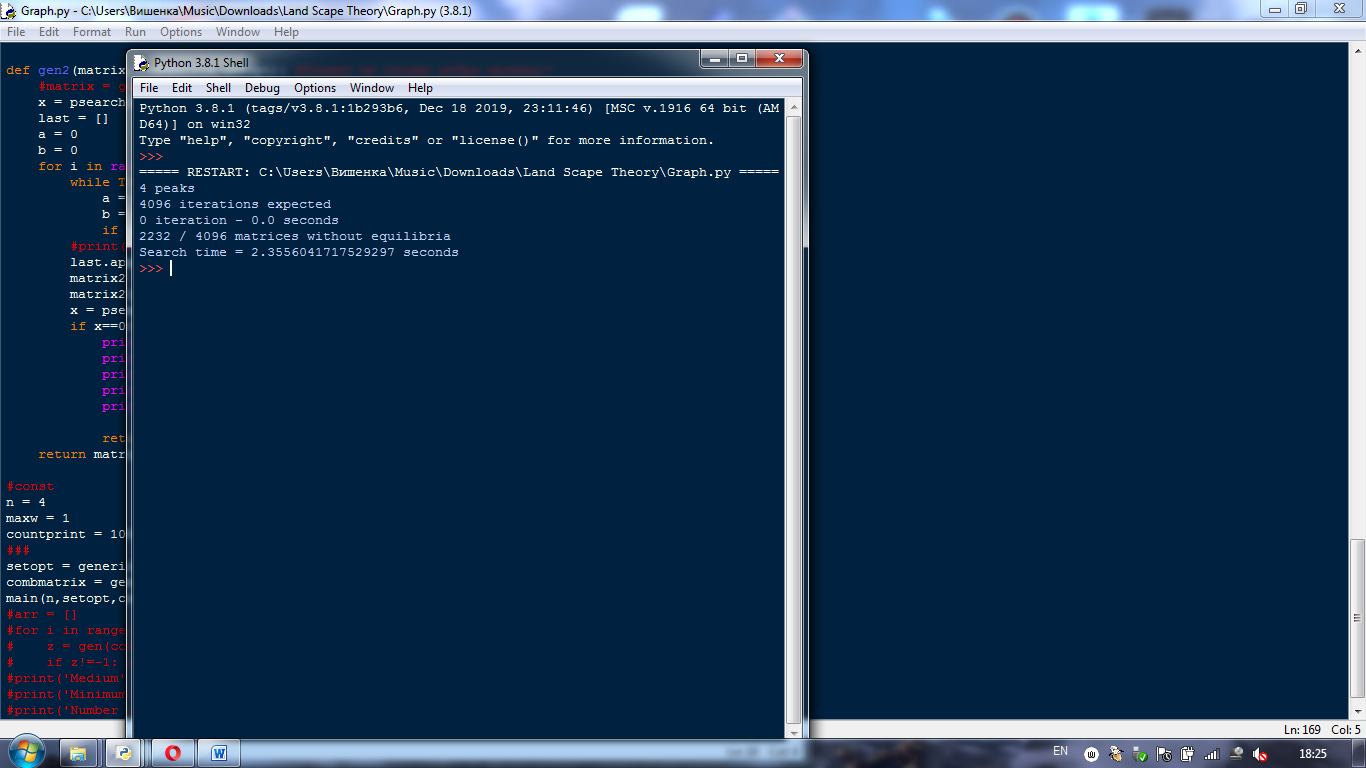 Graph.py - C:\Users\Вишенка\Music\Downloads\Land Scape Theory\Graph.py (3.8.1)
File Edit Format Run Options Window Help
def gen2(matrix
#matrix = g
x = psearch
last = []
a = 0
b = 0
for i in ra
while T
a =
b =
if
#print(
last.ap
matrix2
matrix2
x = pse
if x==0
pri
pri
pri
pri
pri
ret
return matr
#const
n = 4
maxw = 1
countprint = 10
###
setopt = generi
combmatrix = ge
main(n,setopt,c
#arr = []
#for i in range
# z = gen(co
# if z!=-1:
#print('Medium'
#print('Minimum
#print('Number
Python 3.8.1 Shell
File Edit Shell Debug Options Window Help
Python 3.8.1 (tags/v3.8.1:1b293b6, Dec 18 2019, 23:11:46) [MSC v.1916 64 bit (AM
D64)] on win32
Type "help", "copyright", "credits" or "license()" for more information.
>>>
===== RESTART: C:\Users\Вишенка\Music\Downloads\Land Scape Theory\Graph.py =====
4 peaks
4096 iterations expected
0 iteration - 0.0 seconds
2232 / 4096 matrices without equilibria
Search time = 2.3556041717529297 seconds
>>>
Ln: 169 Col: 5
EN
18:25